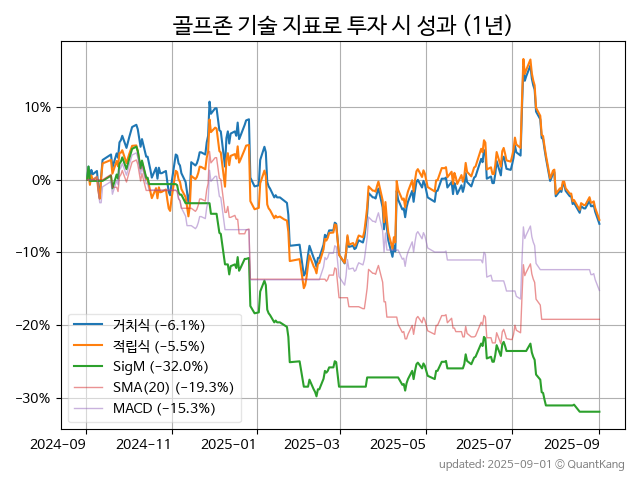 골프존 기술 지표로 투자 시 성과 (1년)
10%
0%
−10%
−20%
−30%
거치식 (−6.1%)
적립식 (−5.5%)
SigM (−32.0%)
SMA(20) (−19.3%)
MACD (−15.3%)
2024-09 2024-11 2025-01 2025-03 2025-05 2025-07 2025-09
updated: 2025-09-01 © QuantKang